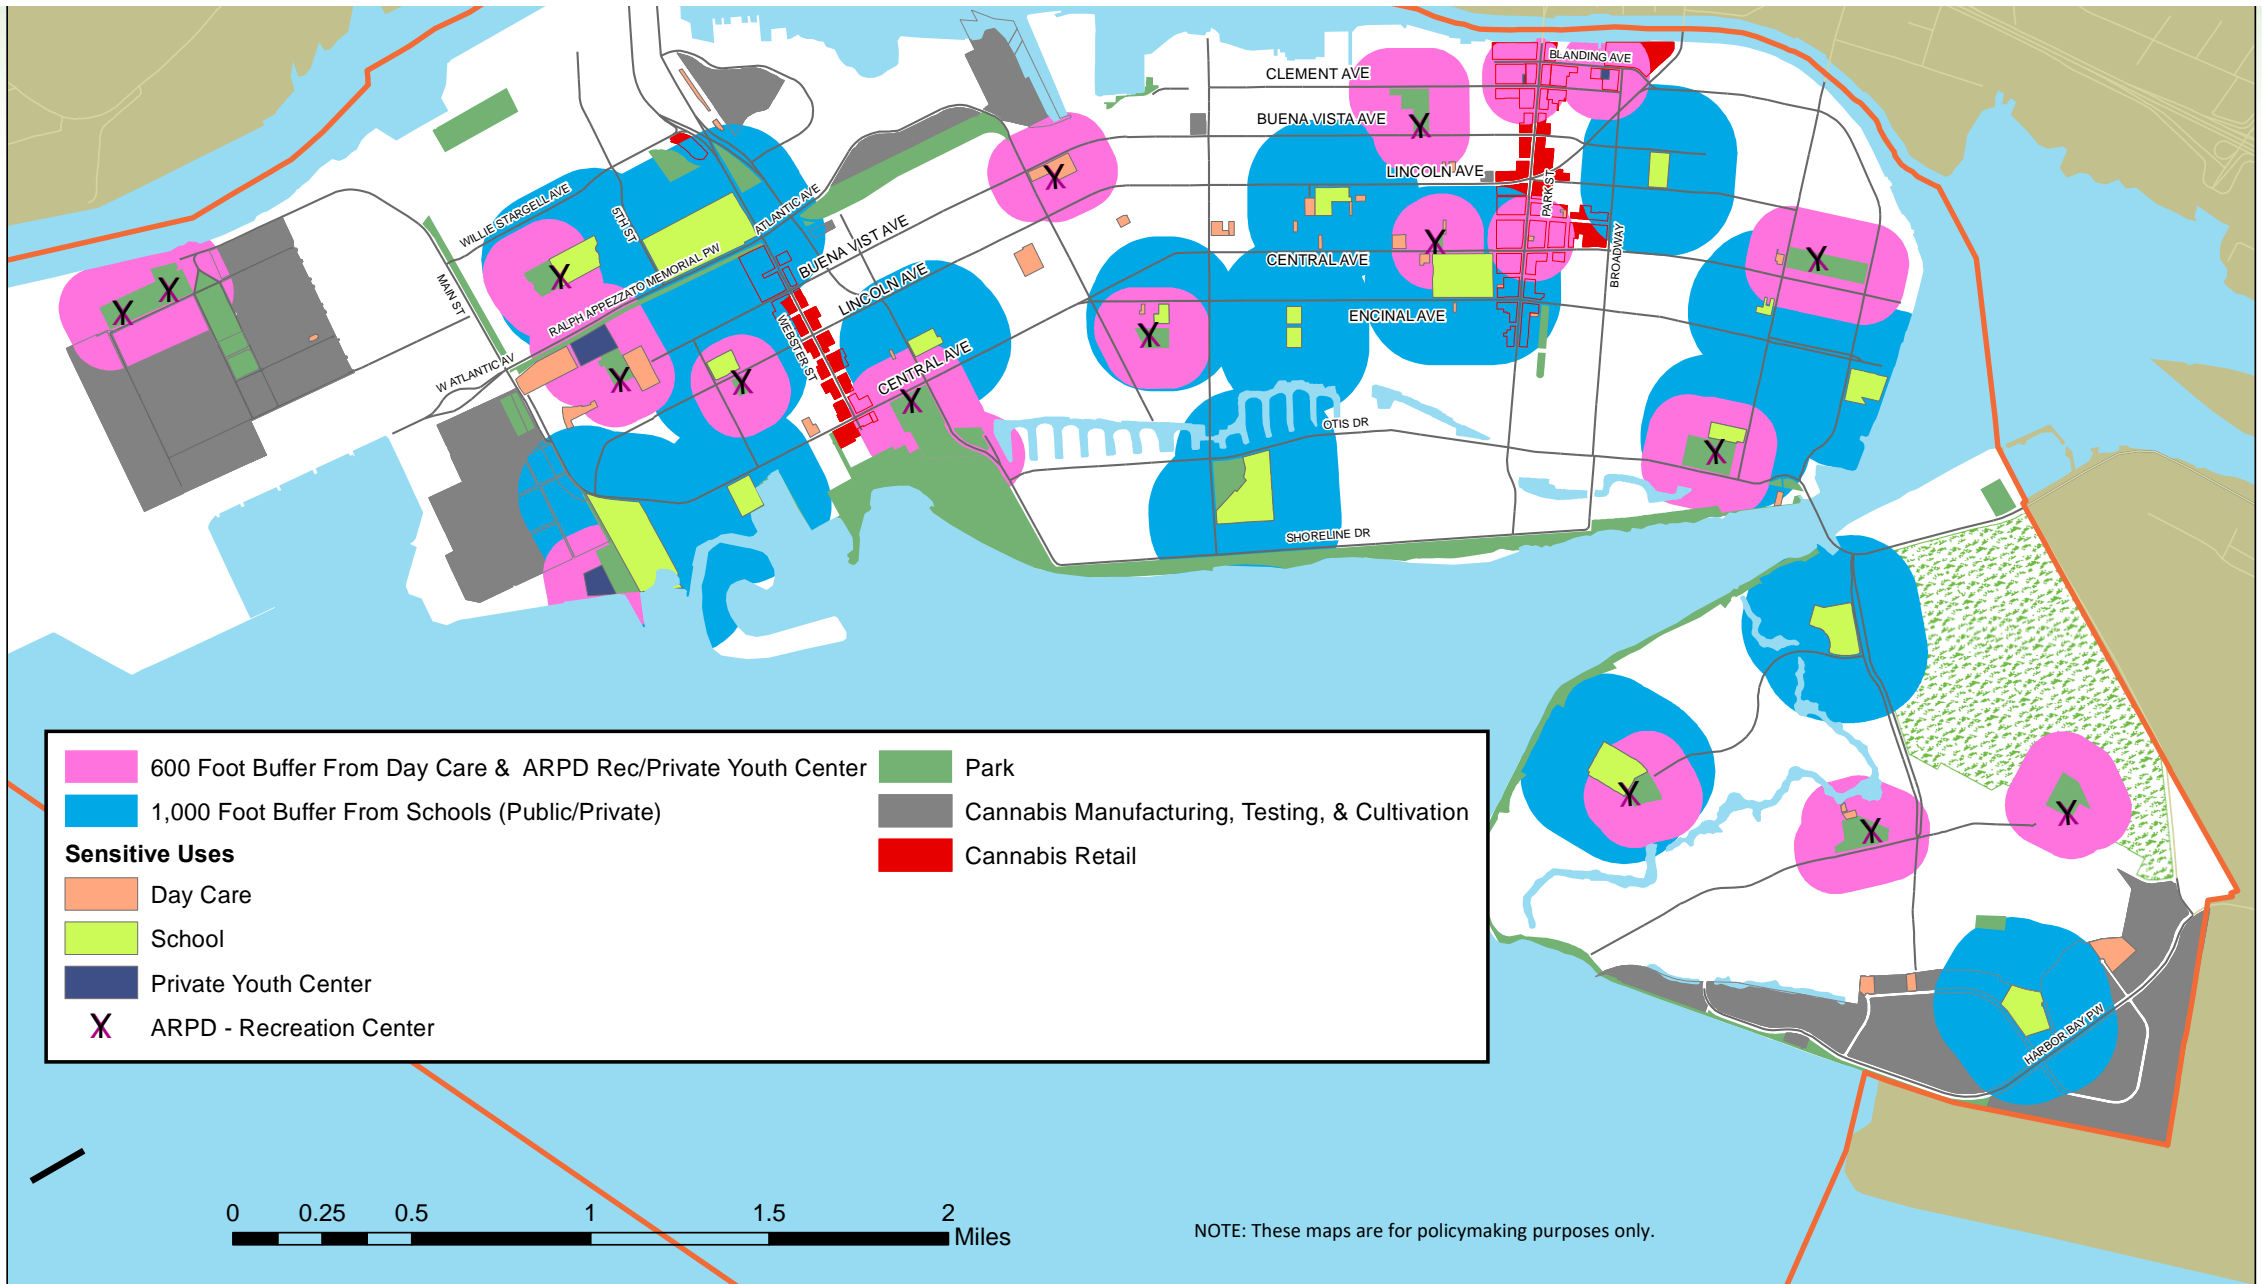 BLANDING AVE
CLEMENT AVE
BUENA VISTA AVE
LINCOLN AVE
PARK ST
BROADWAY
CENTRAL AVE
ENCINAL AVE
WILLIE STARGELL AVE
5TH ST
ATLANTIC AVE
RALPH APPEZZATO MEMORIAL PW
BUENA VIST AVE
LINCOLN AVE
MAIN ST
W ATLANTIC AV
WEBSTER ST
CENTRAL AVE
OTIS DR
SHORELINE DR
HARBOR BAY PW
600 Foot Buffer From Day Care & ARPD Rec/Private Youth Center
1,000 Foot Buffer From Schools (Public/Private)
Sensitive Uses
Day Care
School
Private Youth Center
ARPD - Recreation Center
Park
Cannabis Manufacturing, Testing, & Cultivation
Cannabis Retail
0 0.25 0.5 1 1.5 2
Miles
NOTE: These maps are for policymaking purposes only.